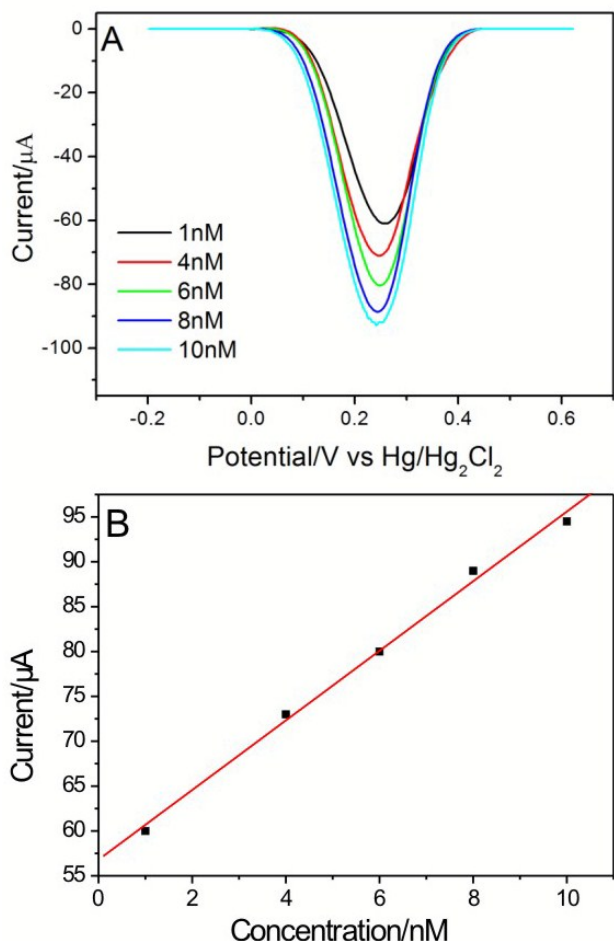 A
0
-20
-40
-60
-80
-100
Current/μA
1nM
4nM
6nM
8nM
10nM
-0.2 0.0 0.2 0.4 0.6
Potential/V vs Hg/Hg₂Cl₂
B
95
90
85
80
75
70
65
60
55
Current/μA
0 2 4 6 8 10
Concentration/nM